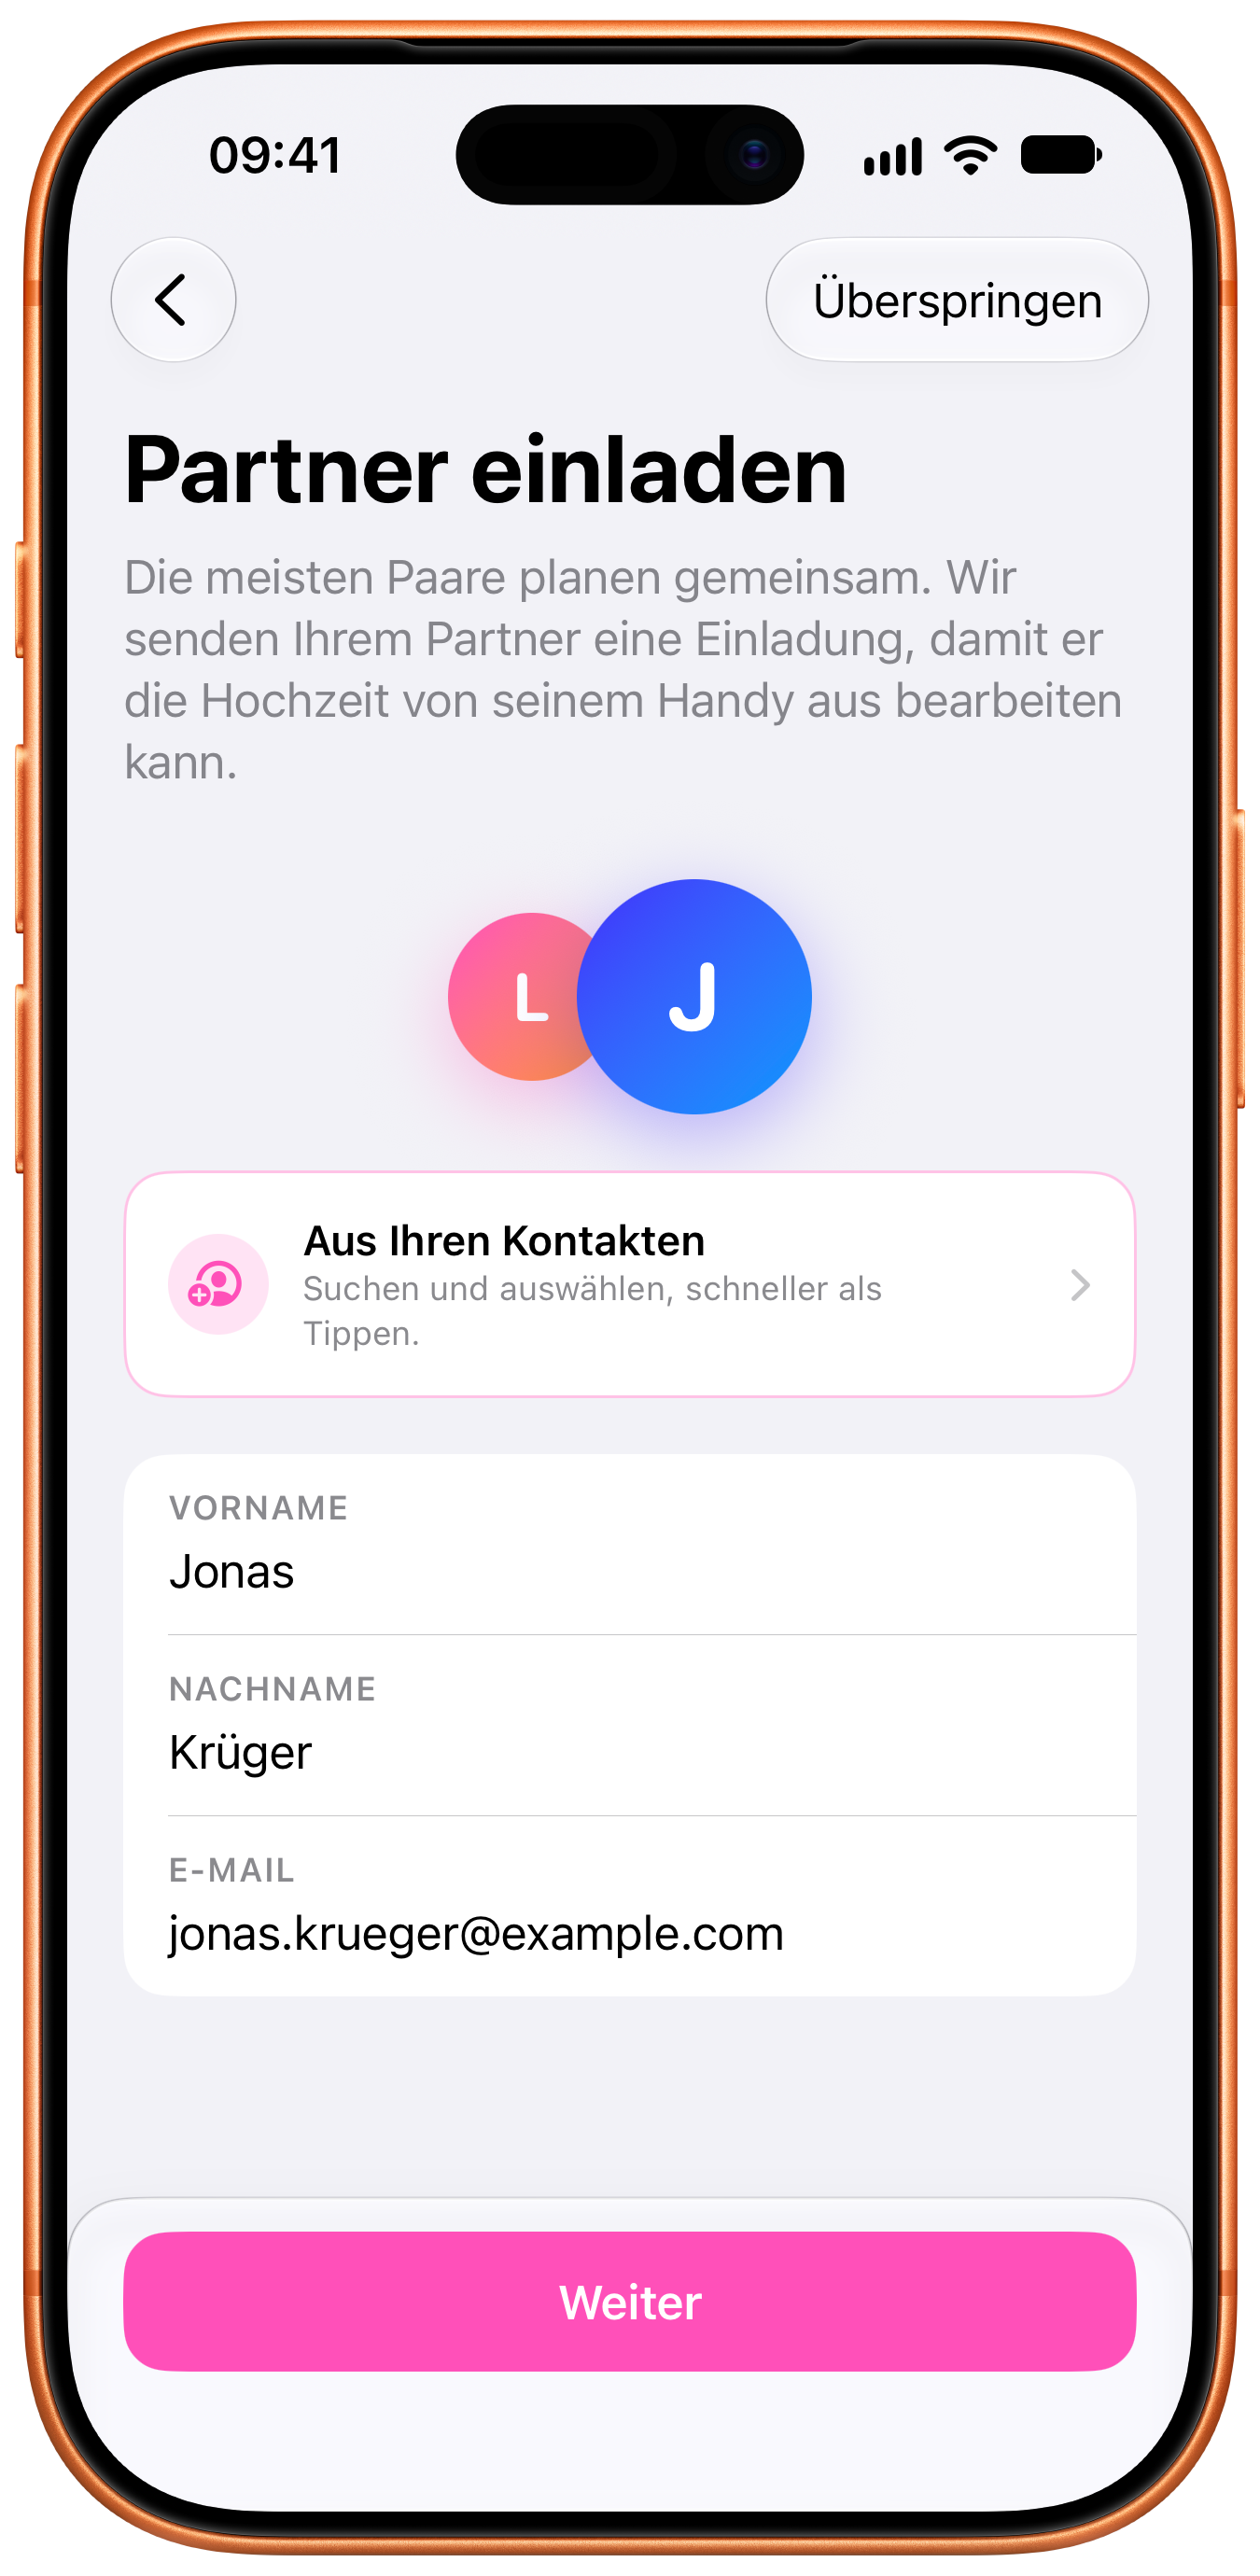 09:41
Überspringen
Partner einladen
Die meisten Paare planen gemeinsam. Wir
senden Ihrem Partner eine Einladung, damit er
die Hochzeit von seinem Handy aus bearbeiten
kann.
L
J
Aus Ihren Kontakten
Suchen und auswählen, schneller als
Tippen.
VORNAME
Jonas
NACHNAME
Krüger
E-MAIL
jonas.krueger@example.com
Weiter